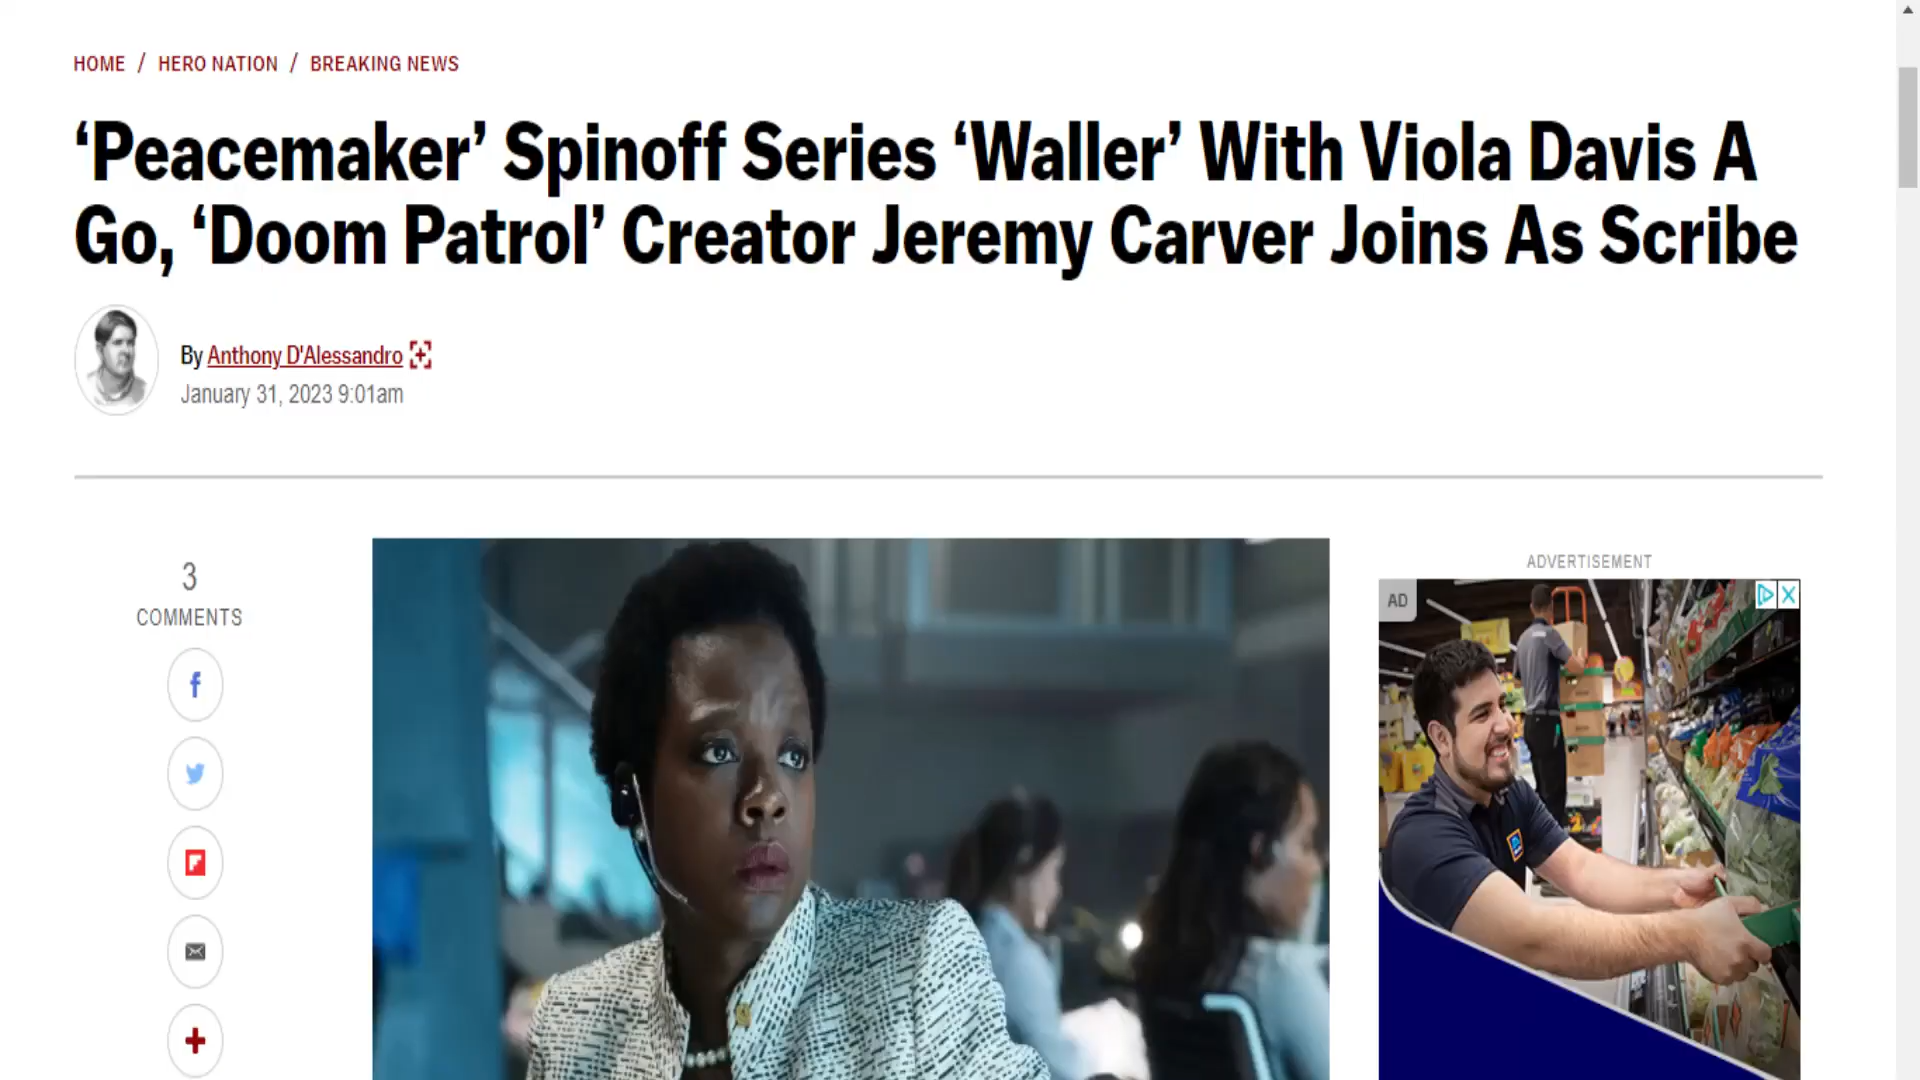 HOME / HERO NATION / BREAKING NEWS
‘Peacemaker’ Spinoff Series ‘Waller’ With Viola Davis A
Go, ‘Doom Patrol’ Creator Jeremy Carver Joins As Scribe
By Anthony D'Alessandro
January 31, 2023 9:01am
3
COMMENTS
ADVERTISEMENT
AD